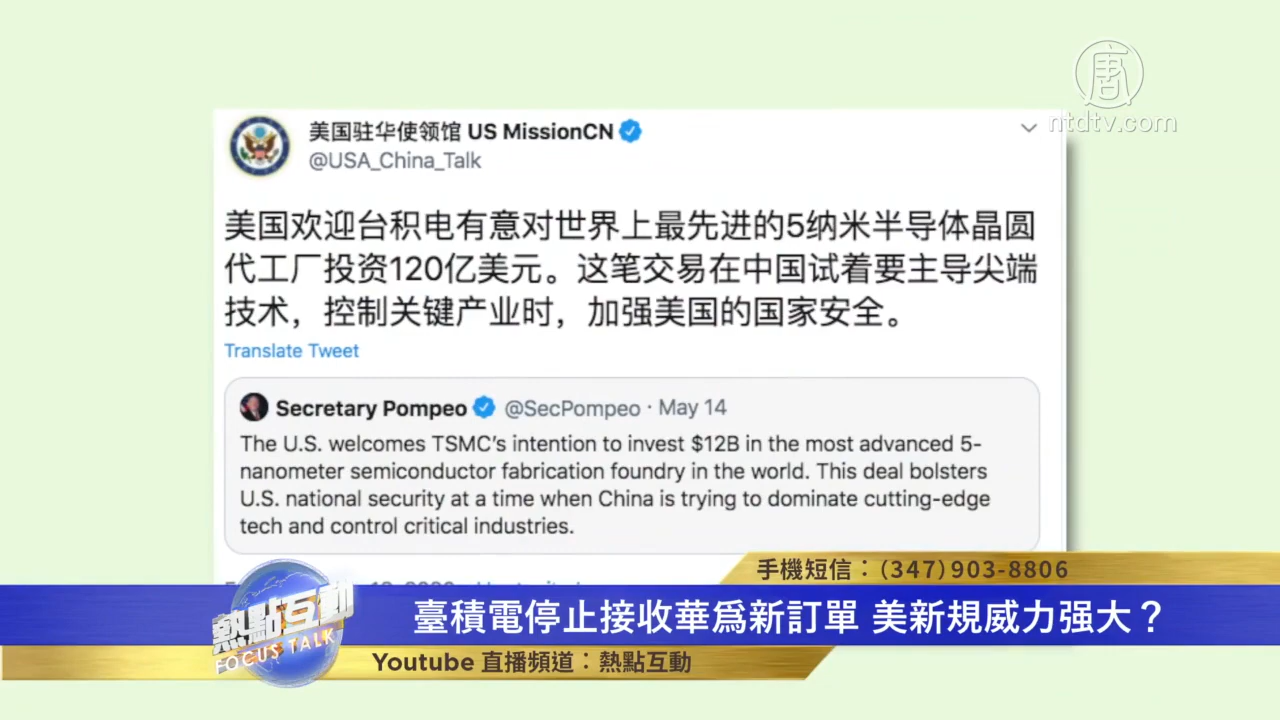 唐
ntdtv.com
美国驻华使领馆 US MissionCN
@USA_China_Talk
美国欢迎台积电有意对世界上最先进的5纳米半导体晶圆
代工厂投资120亿美元。这笔交易在中国试着要主导尖端
技术，控制关键产业时，加强美国的国家安全。
Translate Tweet
Secretary Pompeo @SecPompeo · May 14
The U.S. welcomes TSMC's intention to invest $12B in the most advanced 5-
nanometer semiconductor fabrication foundry in the world. This deal bolsters
U.S. national security at a time when China is trying to dominate cutting-edge
tech and control critical industries.
手機短信：(347)903-8806
熱點互動
FOCUS TALK
臺積電停止接收華爲新訂單 美新規威力强大？
Youtube 直播頻道：熱點互動